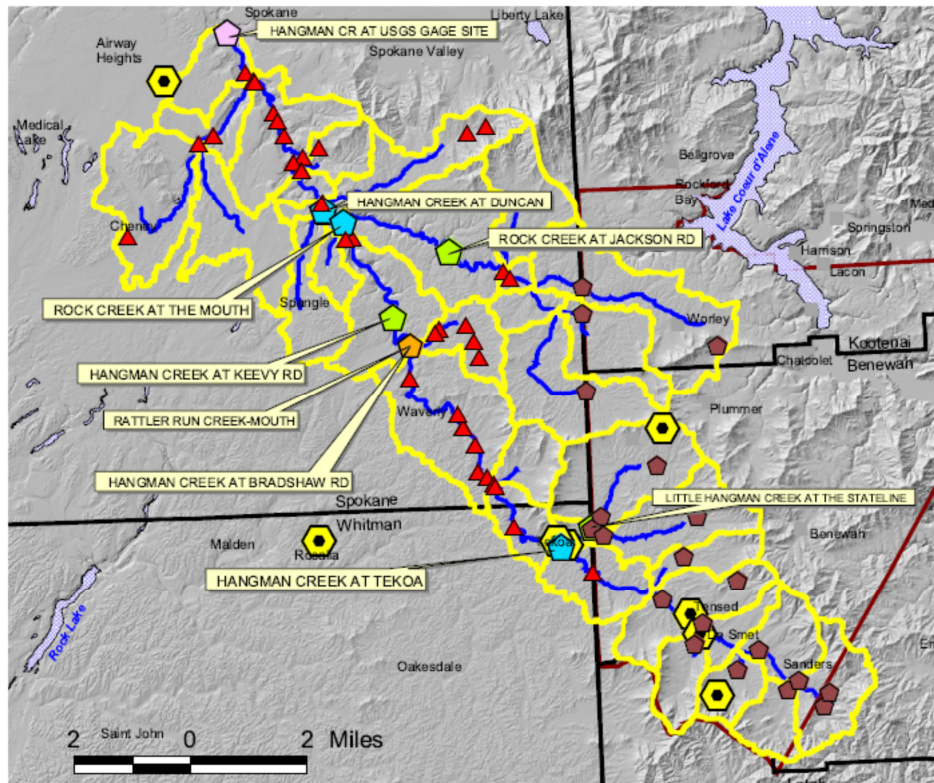 Spokane
Liberty Lake
HANGMAN CR AT USGS GAGE SITE
Airway
Heights
Spokane Valley
Medical
Lake
Bellgrove
Rockford
Bay
Lake Coeur d'Alene
HANGMAN CREEK AT DUNCAN
Med
Springston
Cheney
ROCK CREEK AT JACKSON RD
Harrison
Lacon
ROCK CREEK AT THE MOUTH
Spangle
Worley
Kootenai
Chatcolet
Benewah
HANGMAN CREEK AT KEEVY RD
RATTLER RUN CREEK-MOUTH
Waverly
Plummer
HANGMAN CREEK AT BRADSHAW RD
Spokane
LITTLE HANGMAN CREEK AT THE STATELINE
Whitman
Malden
Rosalia
Benewah
HANGMAN CREEK AT TEKOA
Tensed
De Smet
Rock Lake
Oakesdale
Sanders
Saint John
2 0 2 Miles